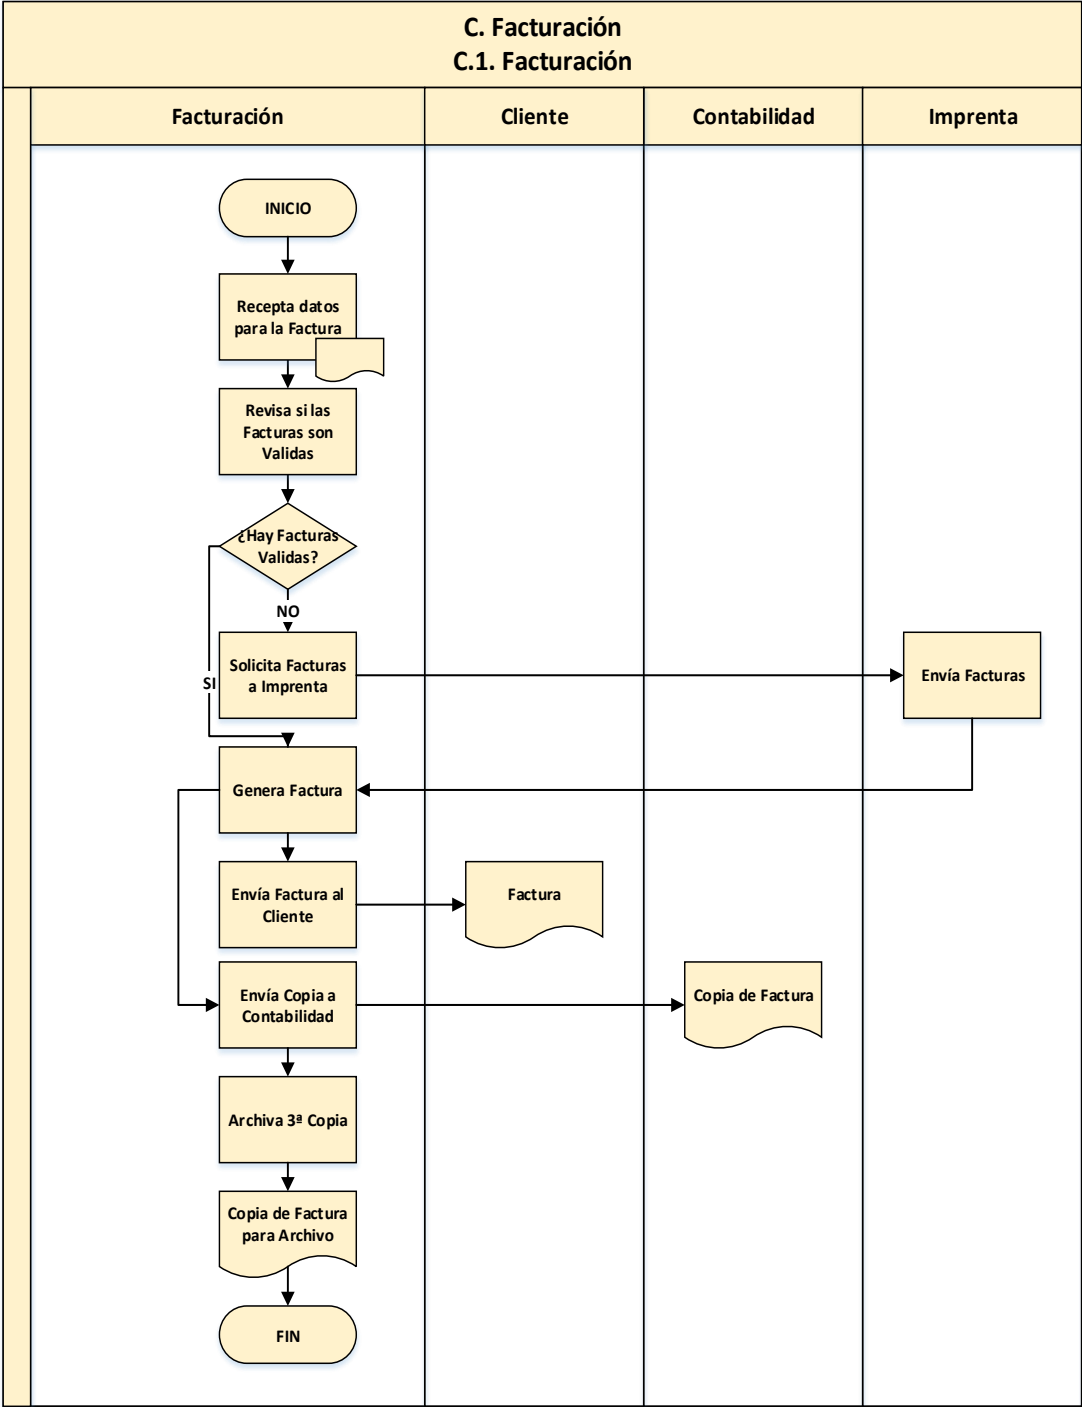 C. Facturación
C.1. Facturación
Facturación
Cliente
Contabilidad
Imprenta
INICIO
Recepta datos
para la Factura
Revisa si las
Facturas son
Validas
¿Hay Facturas
Validas?
NO
SI
Solicita Facturas
a Imprenta
Envía Facturas
Genera Factura
Envía Factura al
Cliente
Factura
Envía Copia a
Contabilidad
Copia de Factura
Archiva 3ª Copia
Copia de Factura
para Archivo
FIN